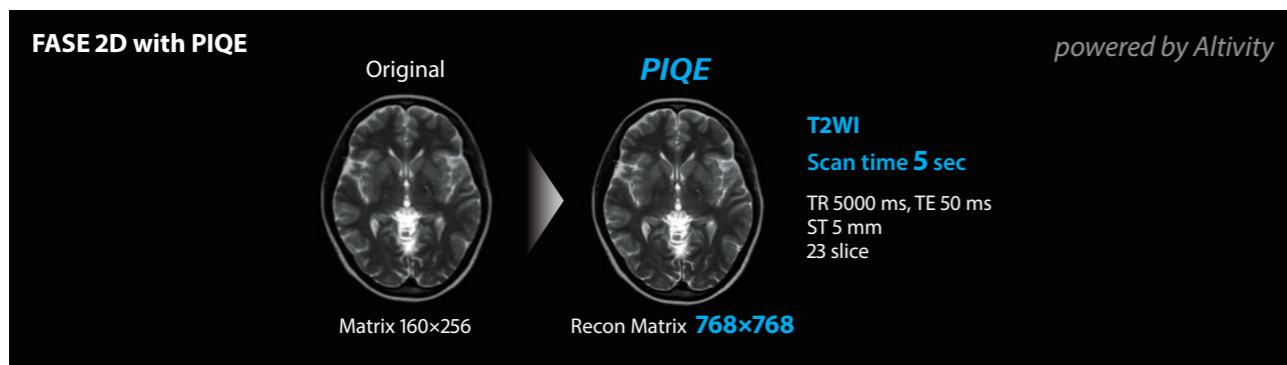 FASE 2D with PIQE
powered by Altivity
Original
PIQE
T2WI
Scan time 5 sec
TR 5000 ms, TE 50 ms
ST 5 mm
23 slice
Matrix 160×256
Recon Matrix 768×768